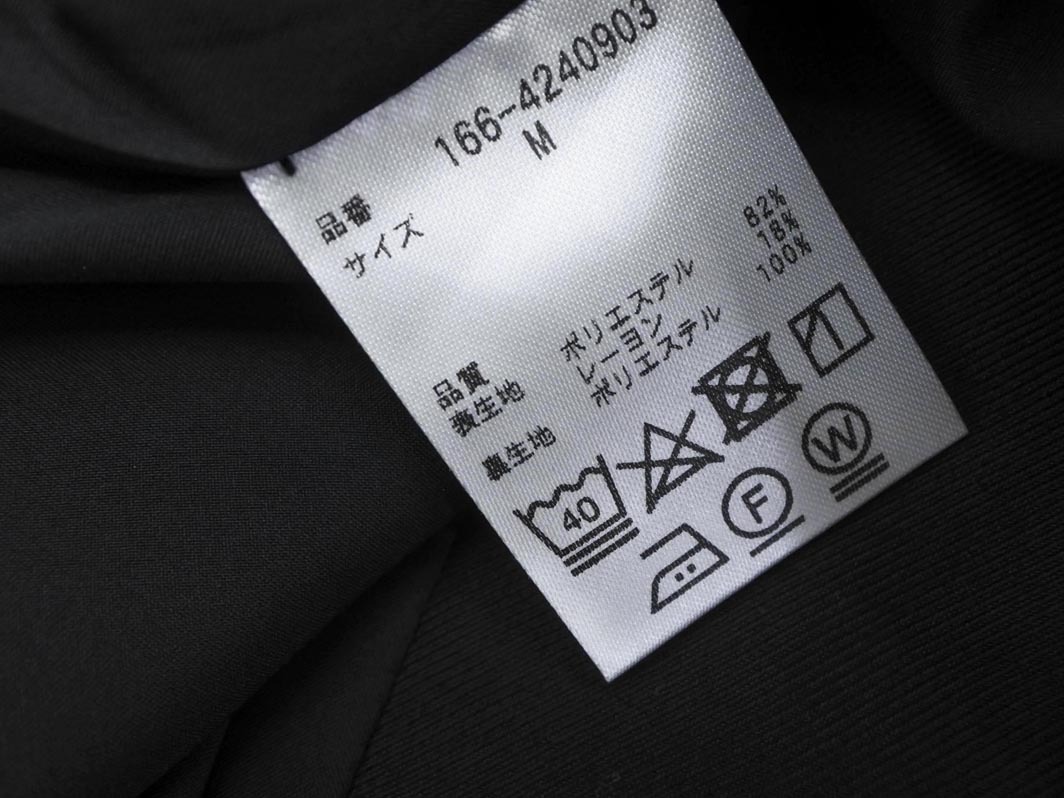 品番 166-4240903
サイズ M
品質
表生地 ポリエステル 82%
レーヨン 18%
裏生地 ポリエステル 100%
40
F
W